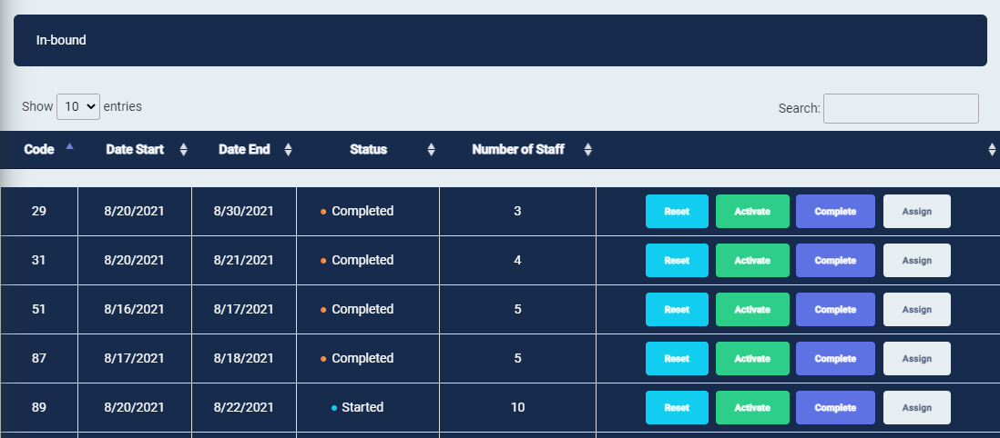 In-bound
Show 10 entries Search:
Code Date Start Date End Status Number of Staff
29 8/20/2021 8/30/2021 Completed 3 Reset Activate Complete Assign
31 8/20/2021 8/21/2021 Completed 4 Reset Activate Complete Assign
51 8/16/2021 8/17/2021 Completed 5 Reset Activate Complete Assign
87 8/17/2021 8/18/2021 Completed 5 Reset Activate Complete Assign
89 8/20/2021 8/22/2021 Started 10 Reset Activate Complete Assign